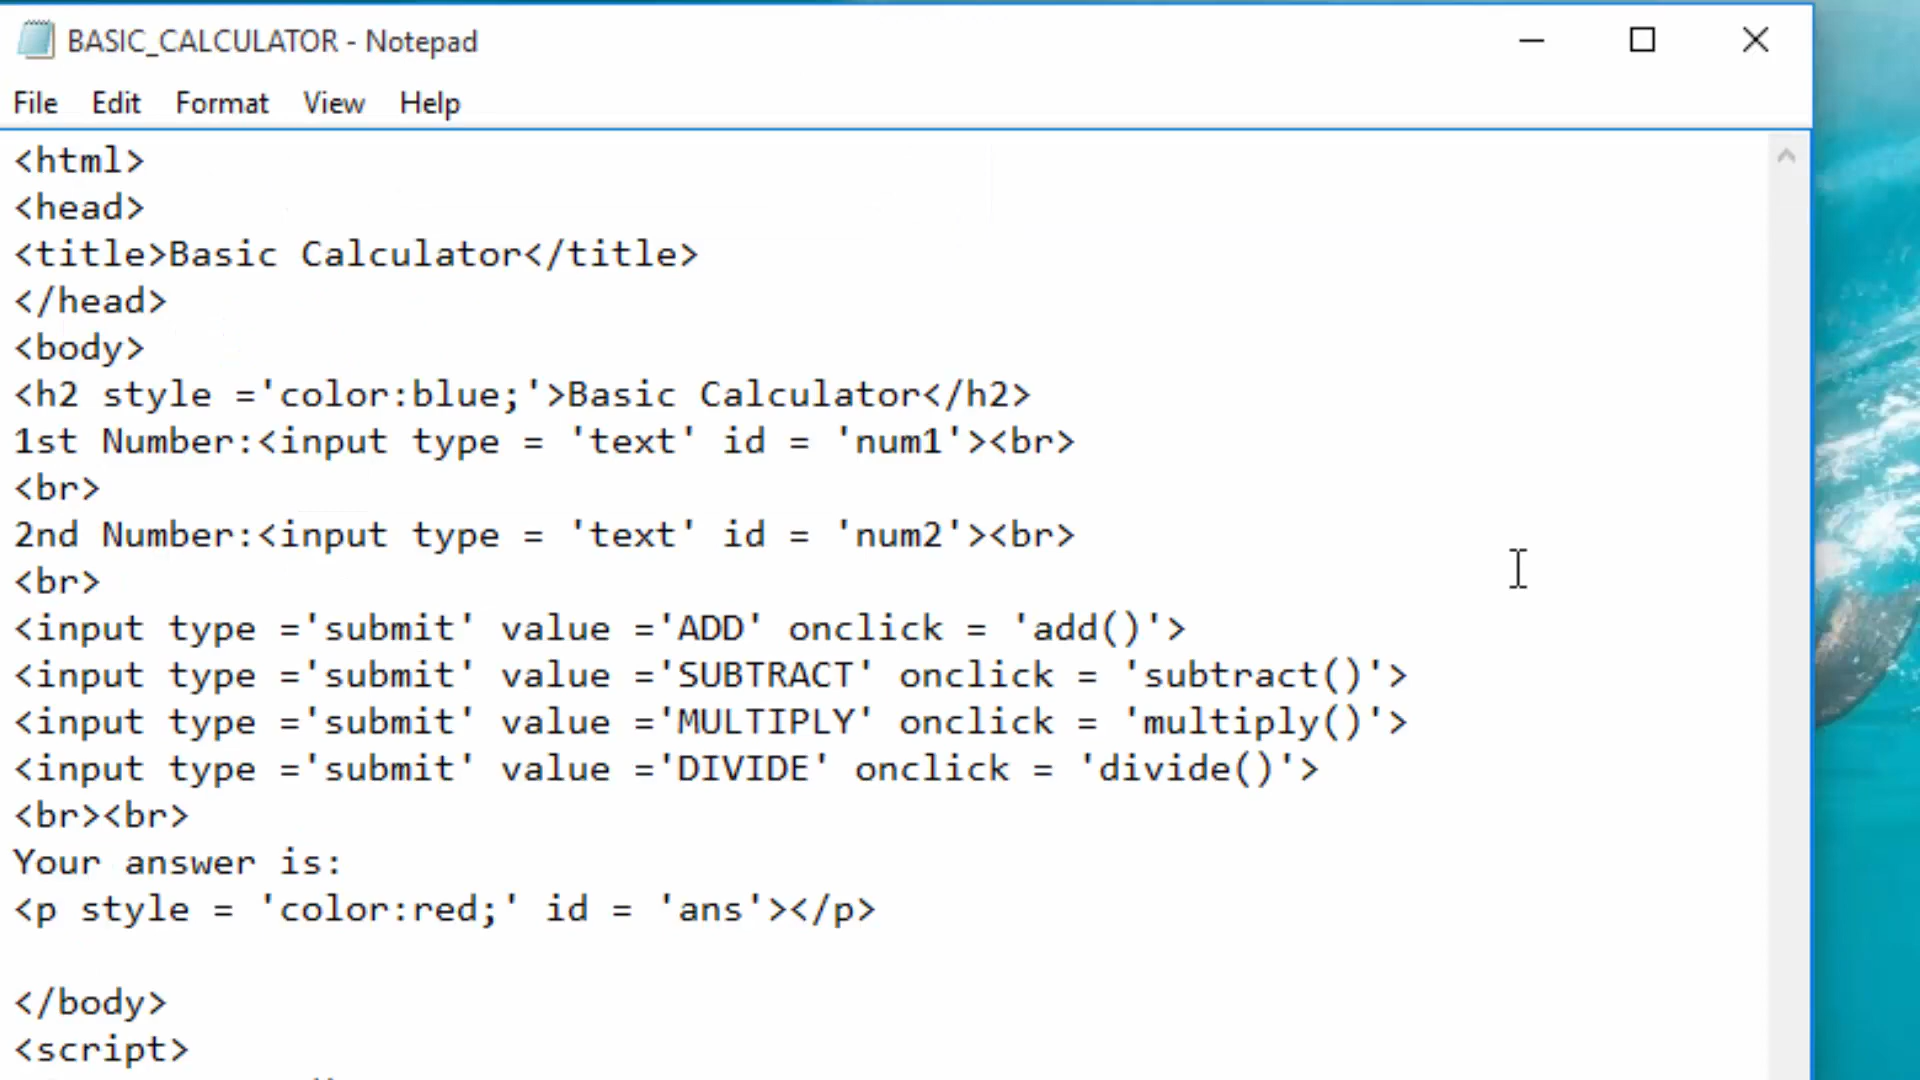 BASIC_CALCULATOR - Notepad
File Edit Format View Help
<html>
<head>
<title>Basic Calculator</title>
</head>
<body>
<h2 style ='color:blue;'>Basic Calculator</h2>
1st Number:<input type = 'text' id = 'num1'><br>
<br>
2nd Number:<input type = 'text' id = 'num2'><br>
<br>
<input type ='submit' value ='ADD' onclick = 'add()'>
<input type ='submit' value ='SUBTRACT' onclick = 'subtract()'>
<input type ='submit' value ='MULTIPLY' onclick = 'multiply()'>
<input type ='submit' value ='DIVIDE' onclick = 'divide()'>
<br><br>
Your answer is:
<p style = 'color:red;' id = 'ans'></p>
</body>
<script>